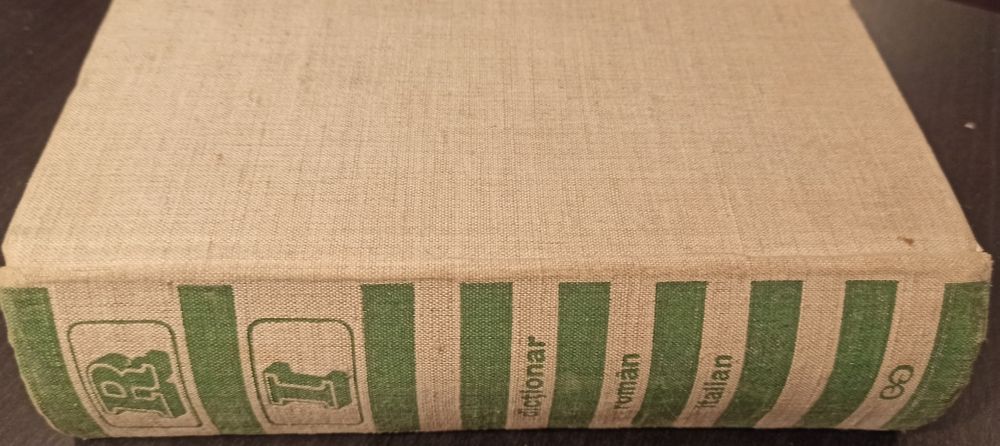 R
I
dicționar
român
italian